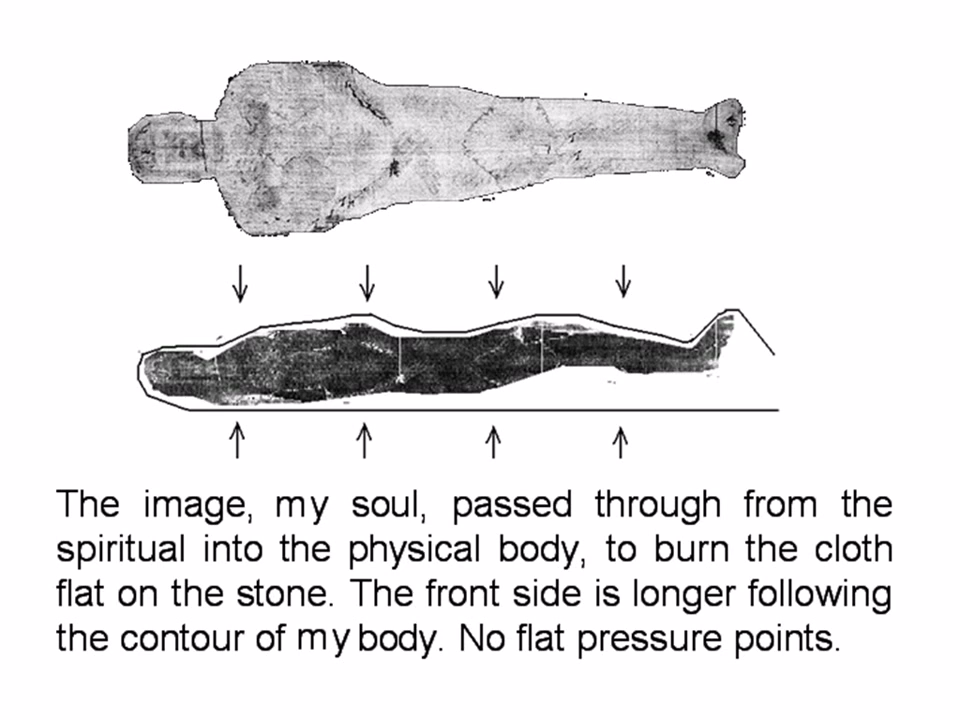 The image, my soul, passed through from the
spiritual into the physical body, to burn the cloth
flat on the stone. The front side is longer following
the contour of my body. No flat pressure points.